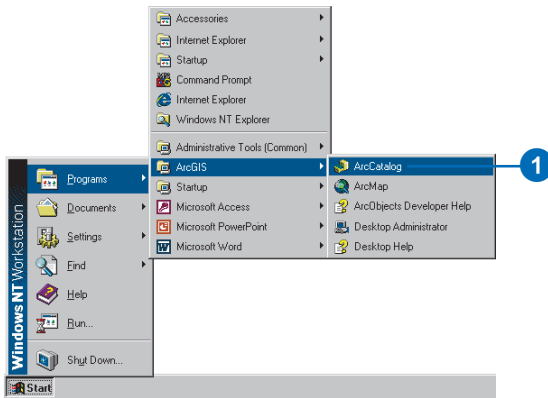 Accessories
Internet Explorer
Startup
Command Prompt
Internet Explorer
Windows NT Explorer
Administrative Tools (Common)
ArcGIS
Startup
Microsoft Access
Microsoft PowerPoint
Microsoft Word
ArcCatalog
ArcMap
ArcObjects Developer Help
Desktop Administrator
Desktop Help
1
Programs
Documents
Settings
Find
Help
Run...
Shut Down...
Windows NT Workstation
Start